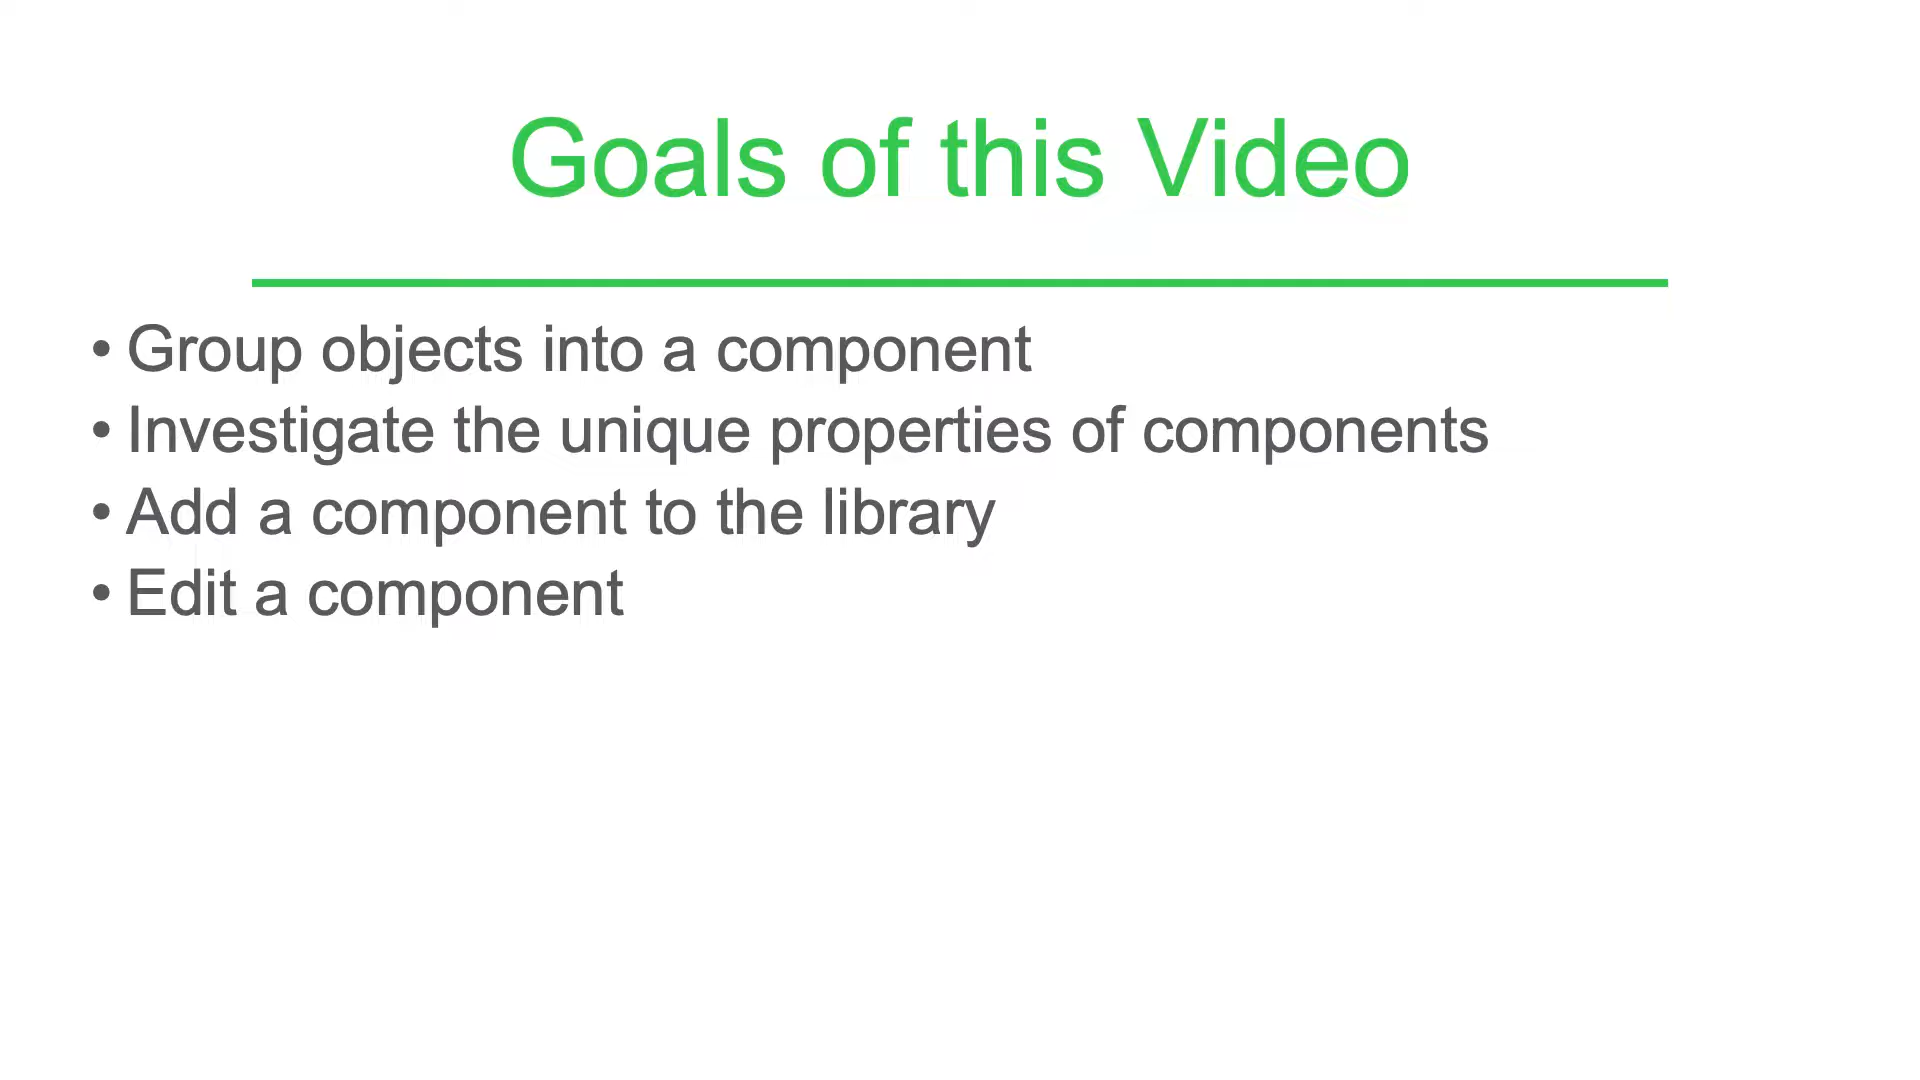 Goals of this Video
• Group objects into a component
• Investigate the unique properties of components
• Add a component to the library
• Edit a component